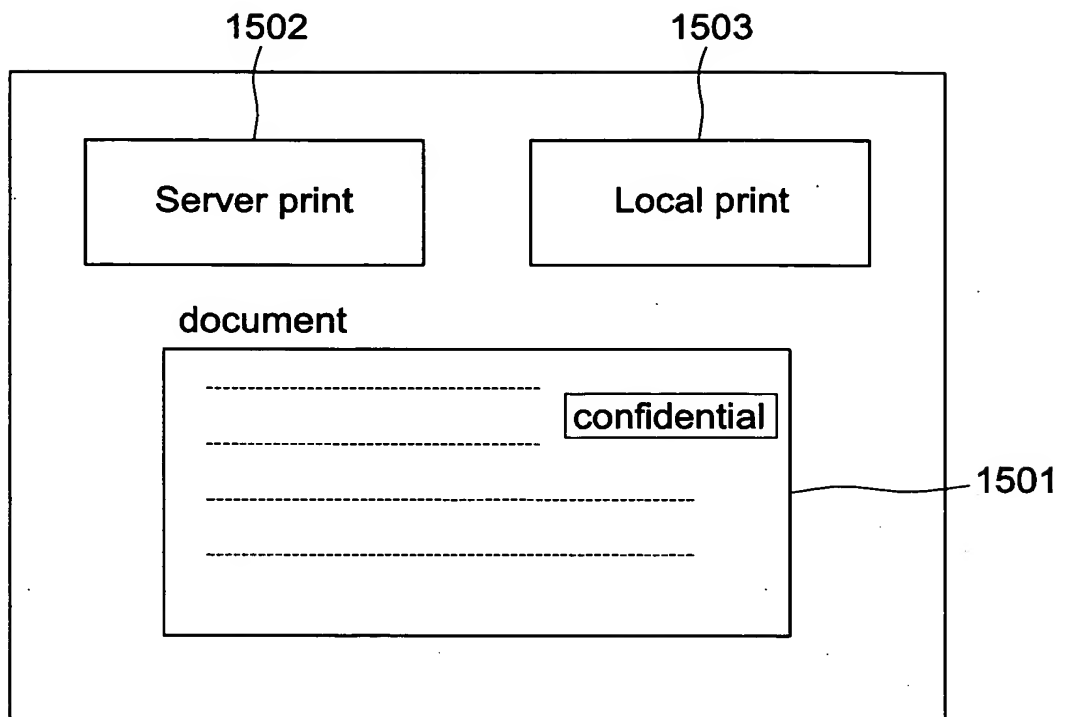 1502 1503
Server print Local print
document
confidential
1501